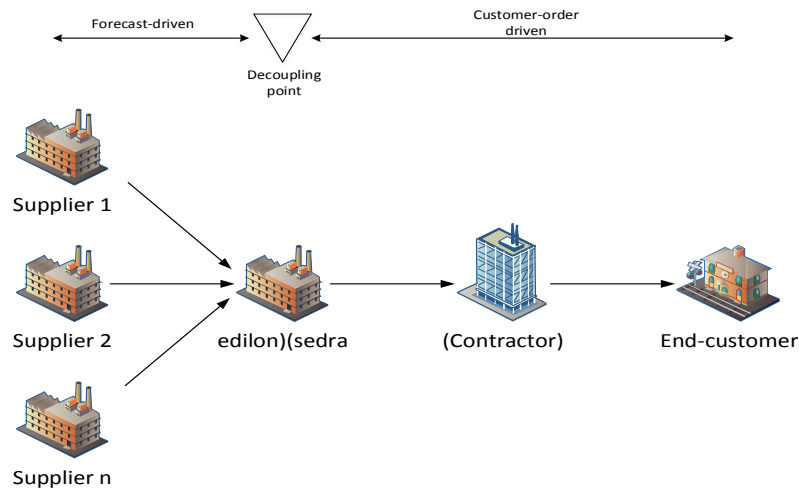 Forecast-driven
Customer-order
driven
Decoupling
point
Supplier 1
Supplier 2
edilon)(sedra
(Contractor)
End-customer
Supplier n